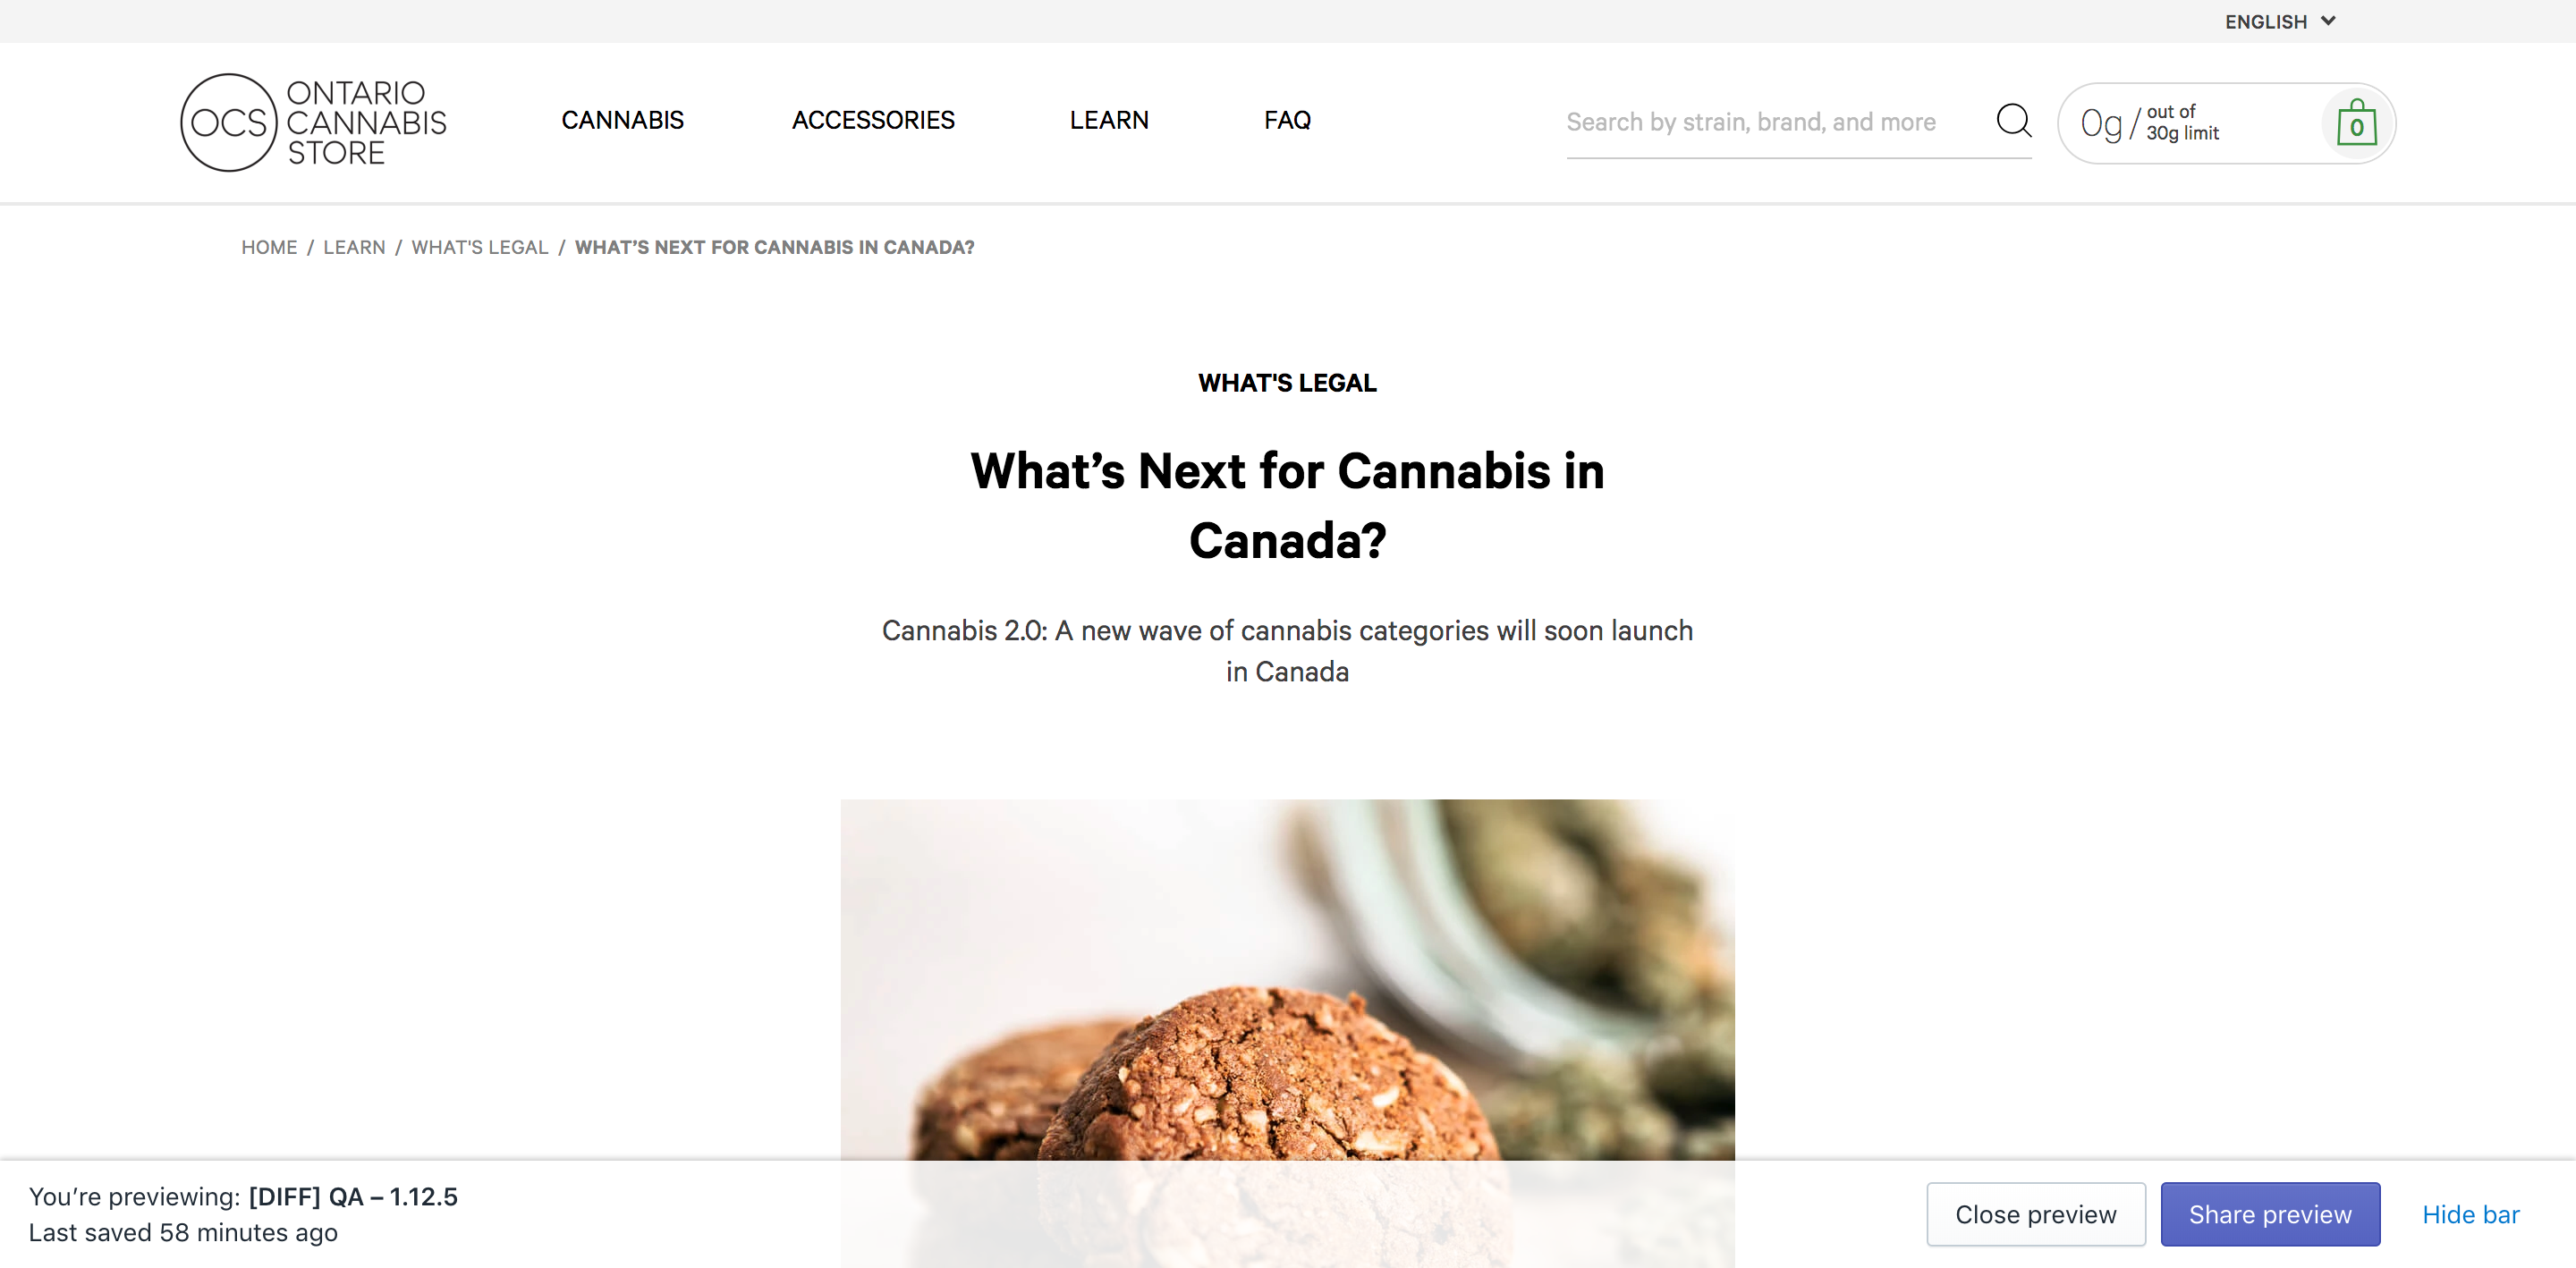 ENGLISH
OCS
ONTARIO
CANNABIS
STORE
CANNABIS
ACCESSORIES
LEARN
FAQ
Search by strain, brand, and more
0g / out of
30g limit
0
HOME / LEARN / WHAT'S LEGAL / WHAT’S NEXT FOR CANNABIS IN CANADA?
WHAT'S LEGAL
What’s Next for Cannabis in
Canada?
Cannabis 2.0: A new wave of cannabis categories will soon launch
in Canada
You’re previewing: [DIFF] QA – 1.12.5
Last saved 58 minutes ago
Close preview
Share preview
Hide bar